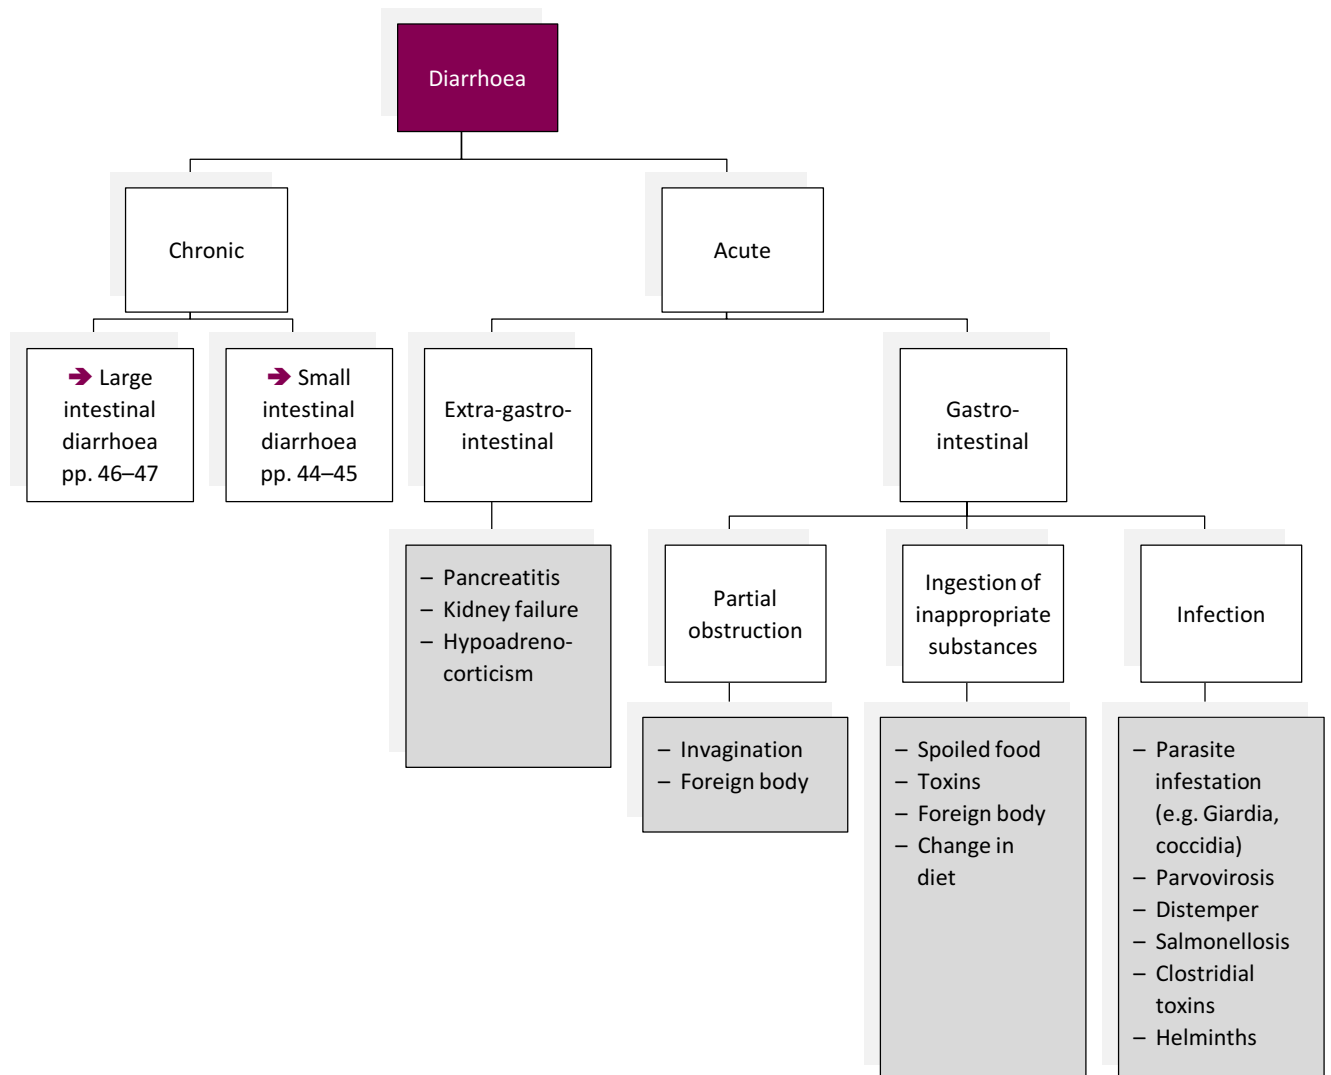 Diarrhoea
Chronic
Acute
➔ Large
intestinal
diarrhoea
pp. 46–47
➔ Small
intestinal
diarrhoea
pp. 44–45
Extra-gastro-
intestinal
Gastro-
intestinal
– Pancreatitis
– Kidney failure
– Hypoadreno-
corticism
Partial
obstruction
Ingestion of
inappropriate
substances
Infection
– Invagination
– Foreign body
– Spoiled food
– Toxins
– Foreign body
– Change in
diet
– Parasite
infestation
(e.g. Giardia,
coccidia)
– Parvovirosis
– Distemper
– Salmonellosis
– Clostridial
toxins
– Helminths